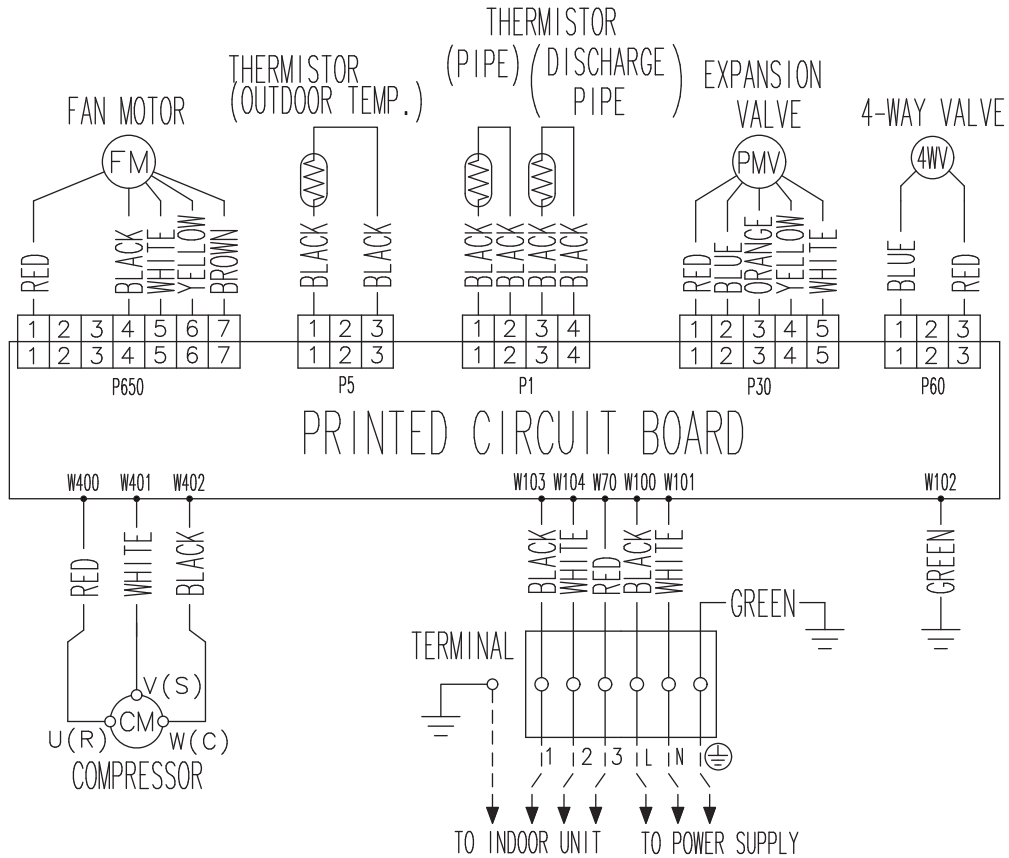 THERMISTOR
(PIPE) (DISCHARGE PIPE)
THERMISTOR
(OUTDOOR TEMP.)
EXPANSION
VALVE
FAN MOTOR
4-WAY VALVE
FM
PMV
4WV
RED
BLACK
WHITE
YELLOW
BROWN
BLACK
BLACK
BLACK
BLACK
BLACK
BLACK
RED
BLUE
ORANGE
YELLOW
WHITE
BLUE
RED
1 2 3 4 5 6 7
1 2 3
1 2 3 4
1 2 3 4 5
1 2 3
1 2 3 4 5 6 7
1 2 3
1 2 3 4
1 2 3 4 5
1 2 3
P650
P5
P1
P30
P60
PRINTED CIRCUIT BOARD
W400
W401
W402
W103
W104
W70
W100
W101
W102
RED
WHITE
BLACK
BLACK
WHITE
RED
BLACK
WHITE
GREEN
GREEN
TERMINAL
V(S)
CM
U(R)
W(C)
COMPRESSOR
1 2 3 L N
TO INDOOR UNIT
TO POWER SUPPLY